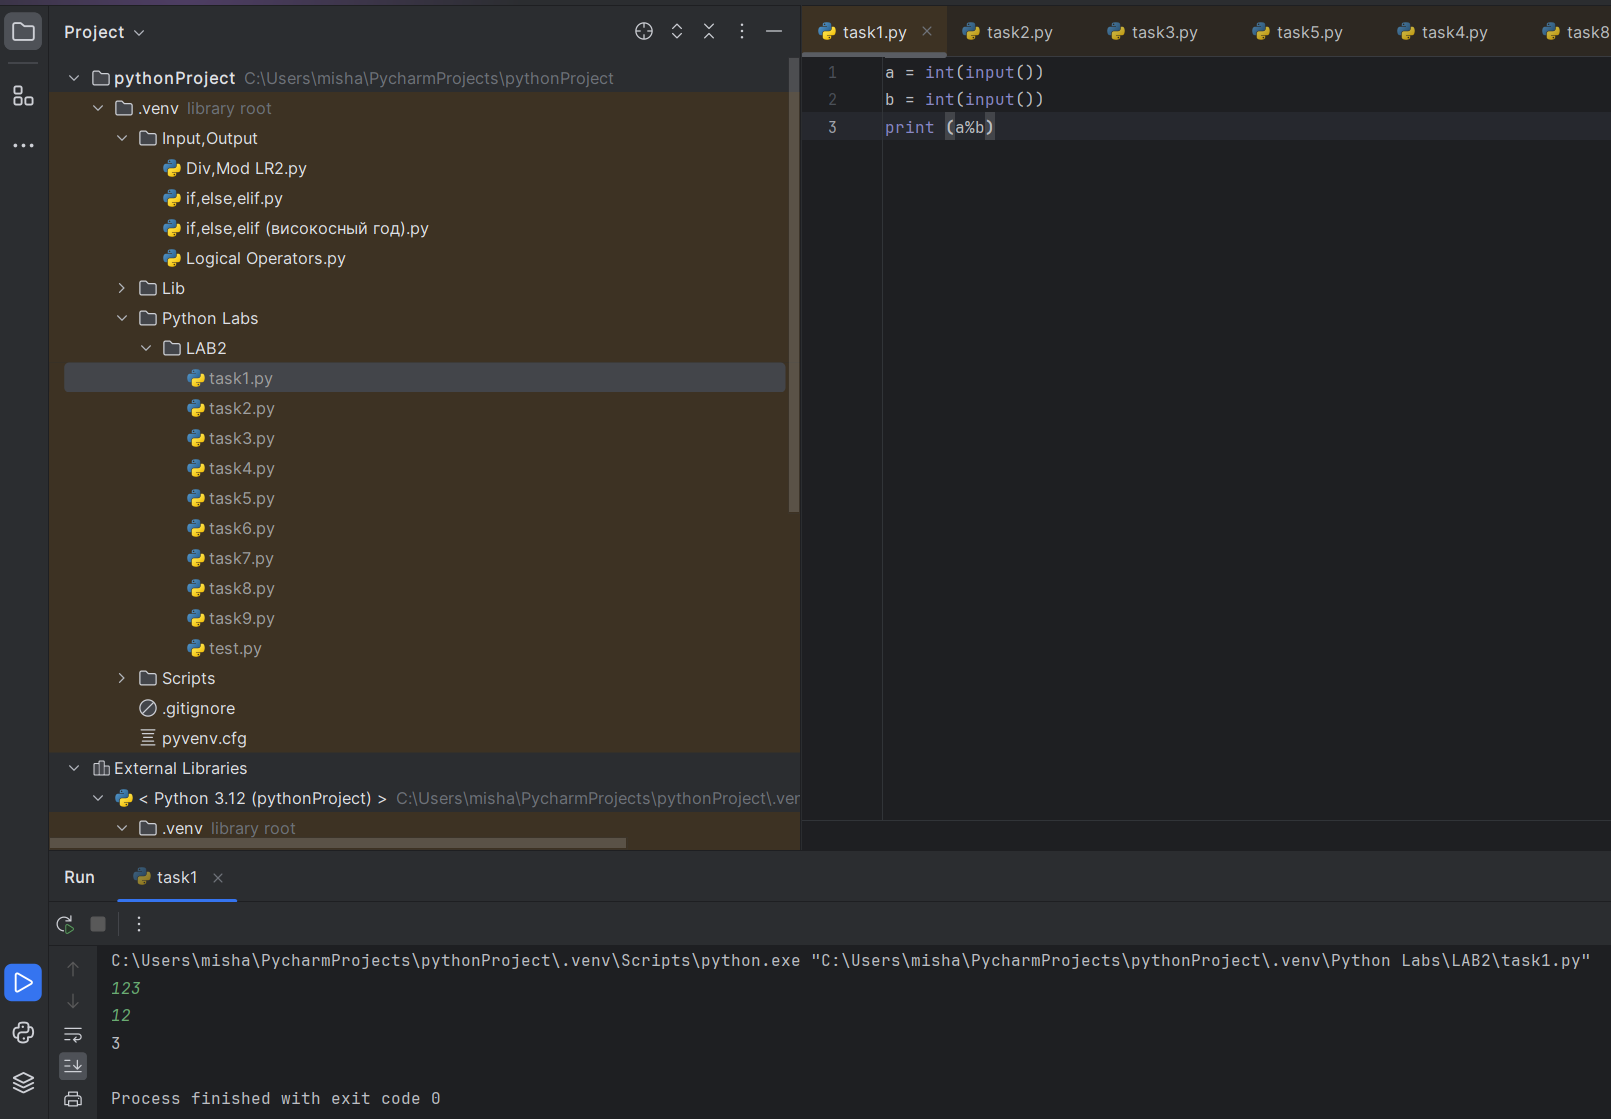 Project
pythonProject C:\Users\misha\PycharmProjects\pythonProject
.venv library root
Input,Output
Div,Mod LR2.py
if,else,elif.py
if,else,elif (високосный год).py
Logical Operators.py
Lib
Python Labs
LAB2
task1.py
task2.py
task3.py
task4.py
task5.py
task6.py
task7.py
task8.py
task9.py
test.py
Scripts
.gitignore
pyvenv.cfg
External Libraries
< Python 3.12 (pythonProject) > C:\Users\misha\PycharmProjects\pythonProject\.ver
.venv library root
task1.py task2.py task3.py task5.py task4.py task8
1 a = int(input())
2 b = int(input())
3 print (a%b)
Run task1
C:\Users\misha\PycharmProjects\pythonProject\.venv\Scripts\python.exe "C:\Users\misha\PycharmProjects\pythonProject\.venv\Python Labs\LAB2\task1.py"
123
12
3
Process finished with exit code 0